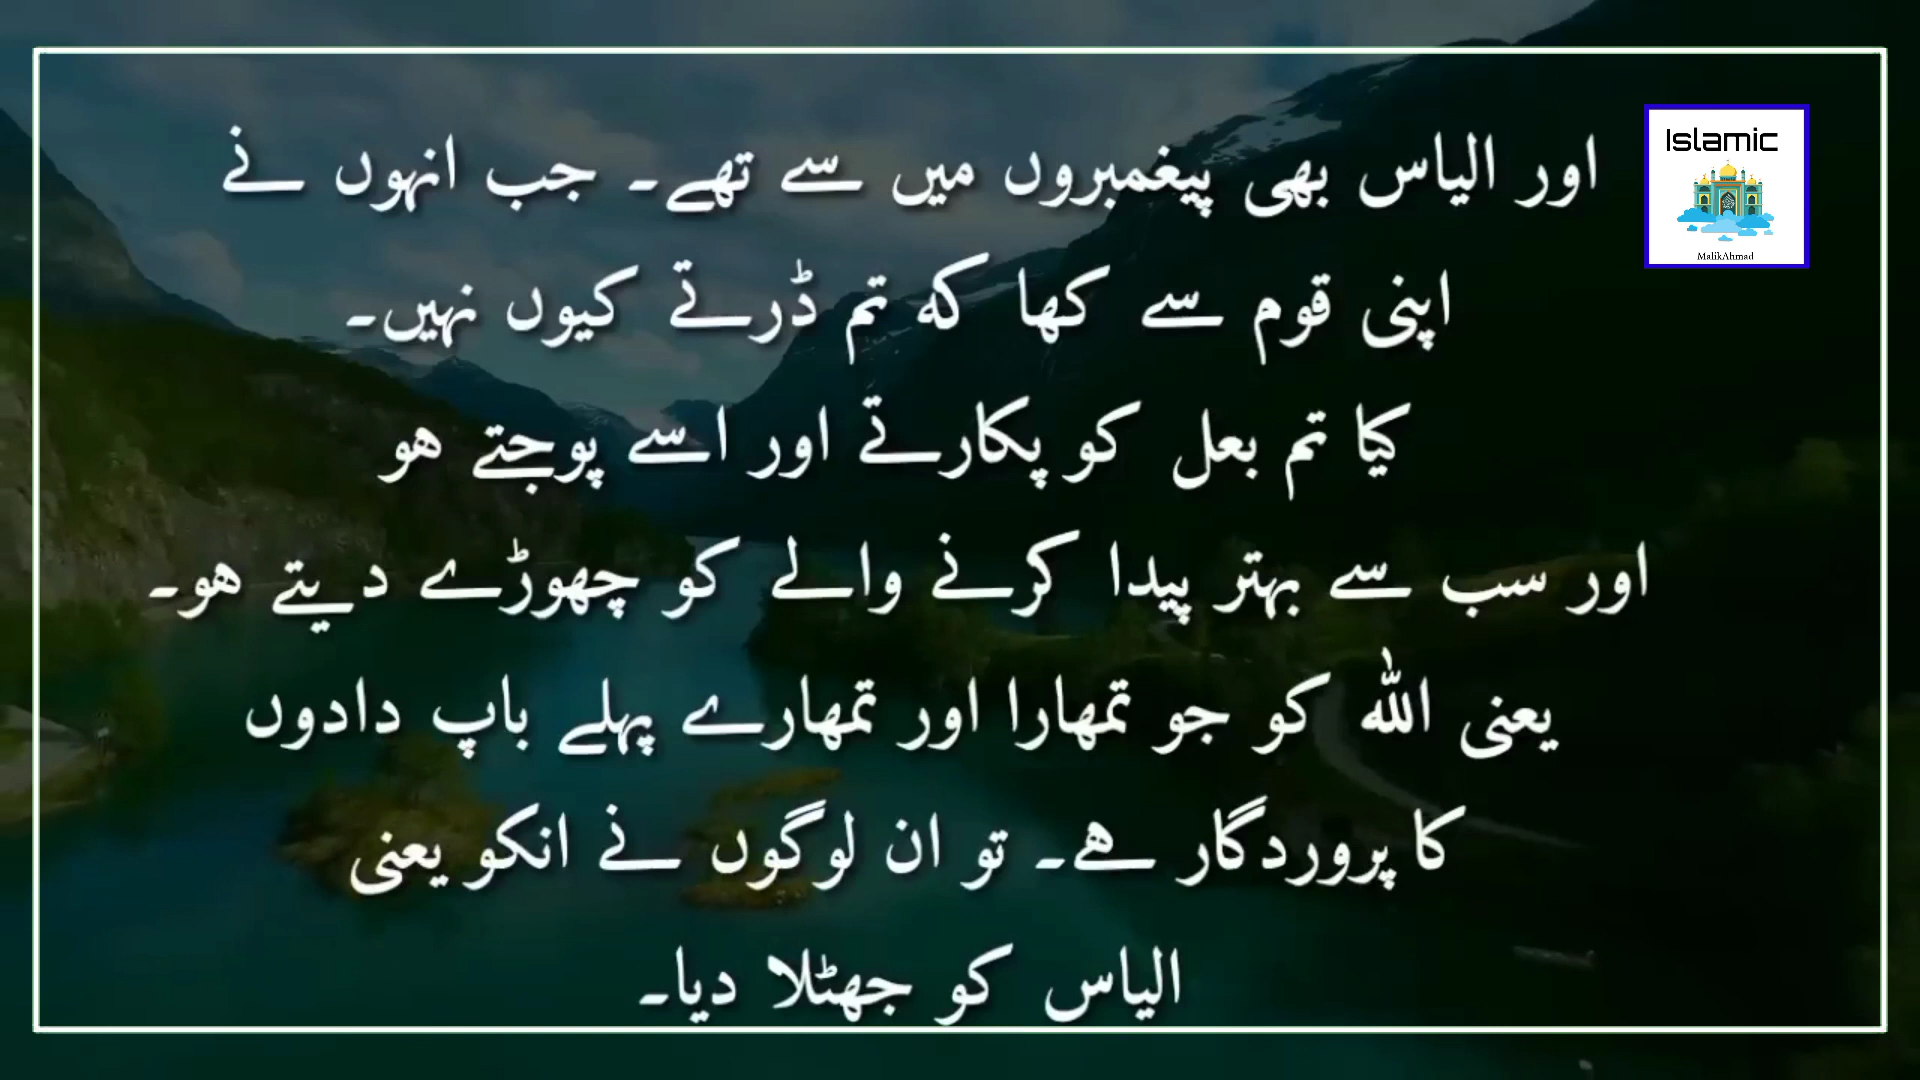 اور الیاس بھی پیغمبروں میں سے تھے۔ جب انہوں نے
اپنی قوم سے کہا کہ تم ڈرتے کیوں نہیں۔
کیا تم بعل کو پکارتے اور اسے پوجتے ہو
اور سب سے بہتر پیدا کرنے والے کو چھوڑے دیتے ہو۔
یعنی اللہ کو جو تمھارا اور تمھارے پہلے باپ دادوں
کا پروردگار ہے۔ تو ان لوگوں نے انکو یعنی
الیاس کو جھٹلا دیا۔
Islamic
MalikAhmad